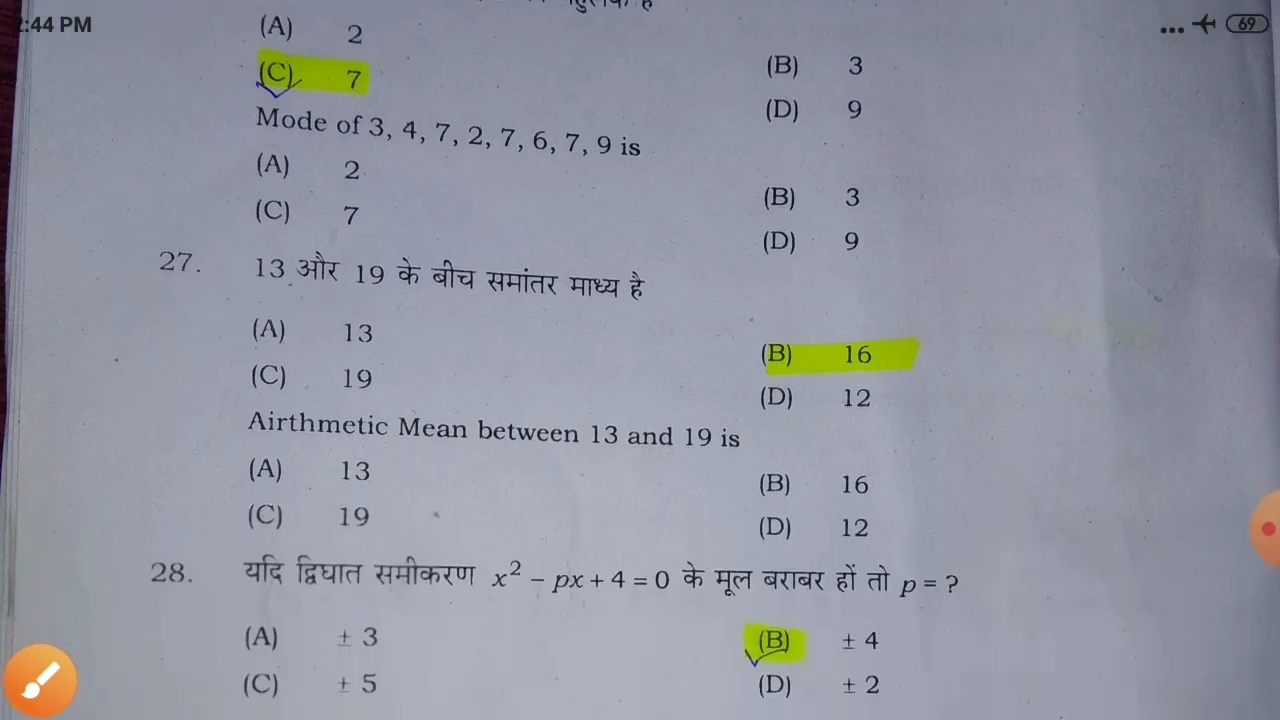 :44 PM
69
है
(A) 2
(B) 3
(C) 7
(D) 9
Mode of 3, 4, 7, 2, 7, 6, 7, 9 is
(A) 2
(B) 3
(C) 7
(D) 9
27. 13 और 19 के बीच समांतर माध्य है
(A) 13
(B) 16
(C) 19
(D) 12
Airthmetic Mean between 13 and 19 is
(A) 13
(B) 16
(C) 19
(D) 12
28. यदि द्विघात समीकरण x² – px + 4 = 0 के मूल बराबर हों तो p = ?
(A) ± 3
(B) ± 4
(C) ± 5
(D) ± 2